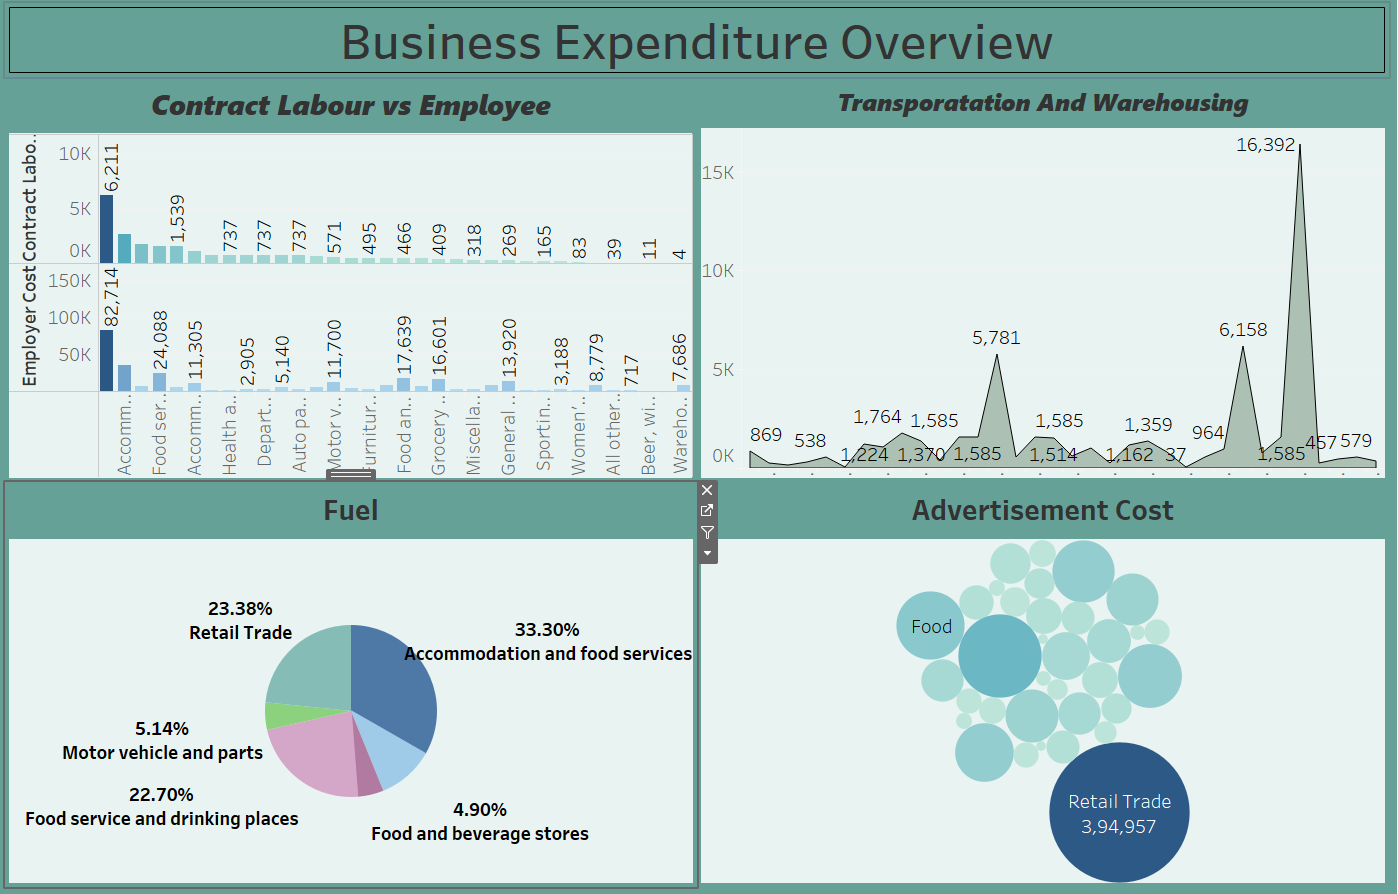 Business Expenditure Overview
Contract Labour vs Employee
Contract Labo..
10K
5K
0K
6,211
1,539
737
737
737
571
495
466
409
318
269
165
83
39
11
4
Employer Cost
150K
100K
50K
82,714
24,088
11,305
2,905
5,140
11,700
17,639
16,601
13,920
3,188
8,779
717
7,686
Accomm..
Food ser..
Accomm..
Health a..
Depart..
Auto pa..
Motor v..
urnitur..
Food an..
Grocery ..
Miscella..
General ..
Sportin..
Women'..
All other..
Beer, wi..
Wareho..
Transporatation And Warehousing
15K
10K
5K
0K
869
538
1,224
1,764
1,370
1,585
1,585
5,781
1,514
1,585
1,162
1,359
37
964
6,158
1,585
16,392
457
579
Fuel
23.38%
Retail Trade
33.30%
Accommodation and food services
5.14%
Motor vehicle and parts
22.70%
Food service and drinking places
4.90%
Food and beverage stores
Advertisement Cost
Food
Retail Trade
3,94,957